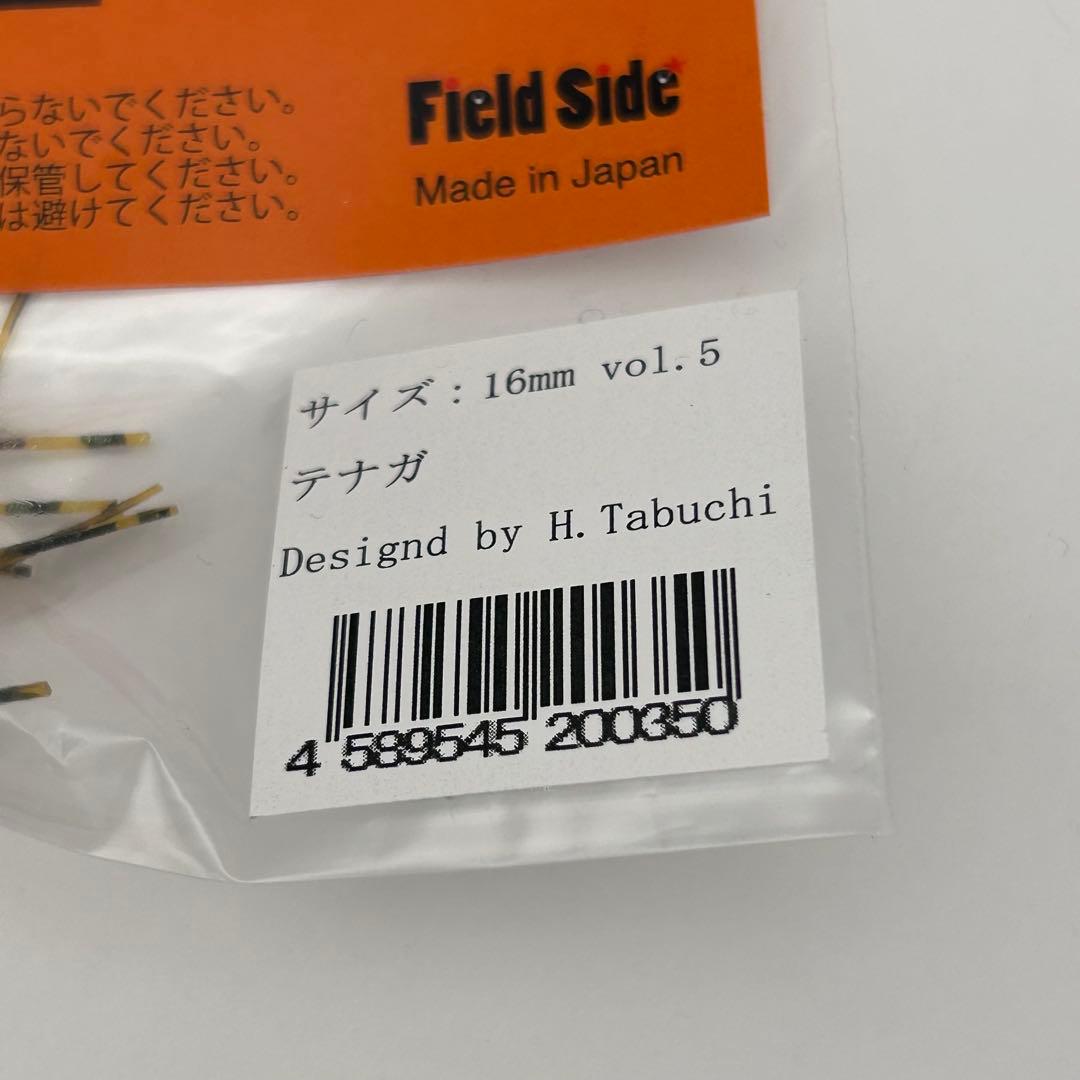 らないでください。
ないでください。
保管してください。
は避けてください。
Field Side
Made in Japan
サイズ：16mm vol.5
テナガ
Designd by H.Tabuchi
4 589545 200350